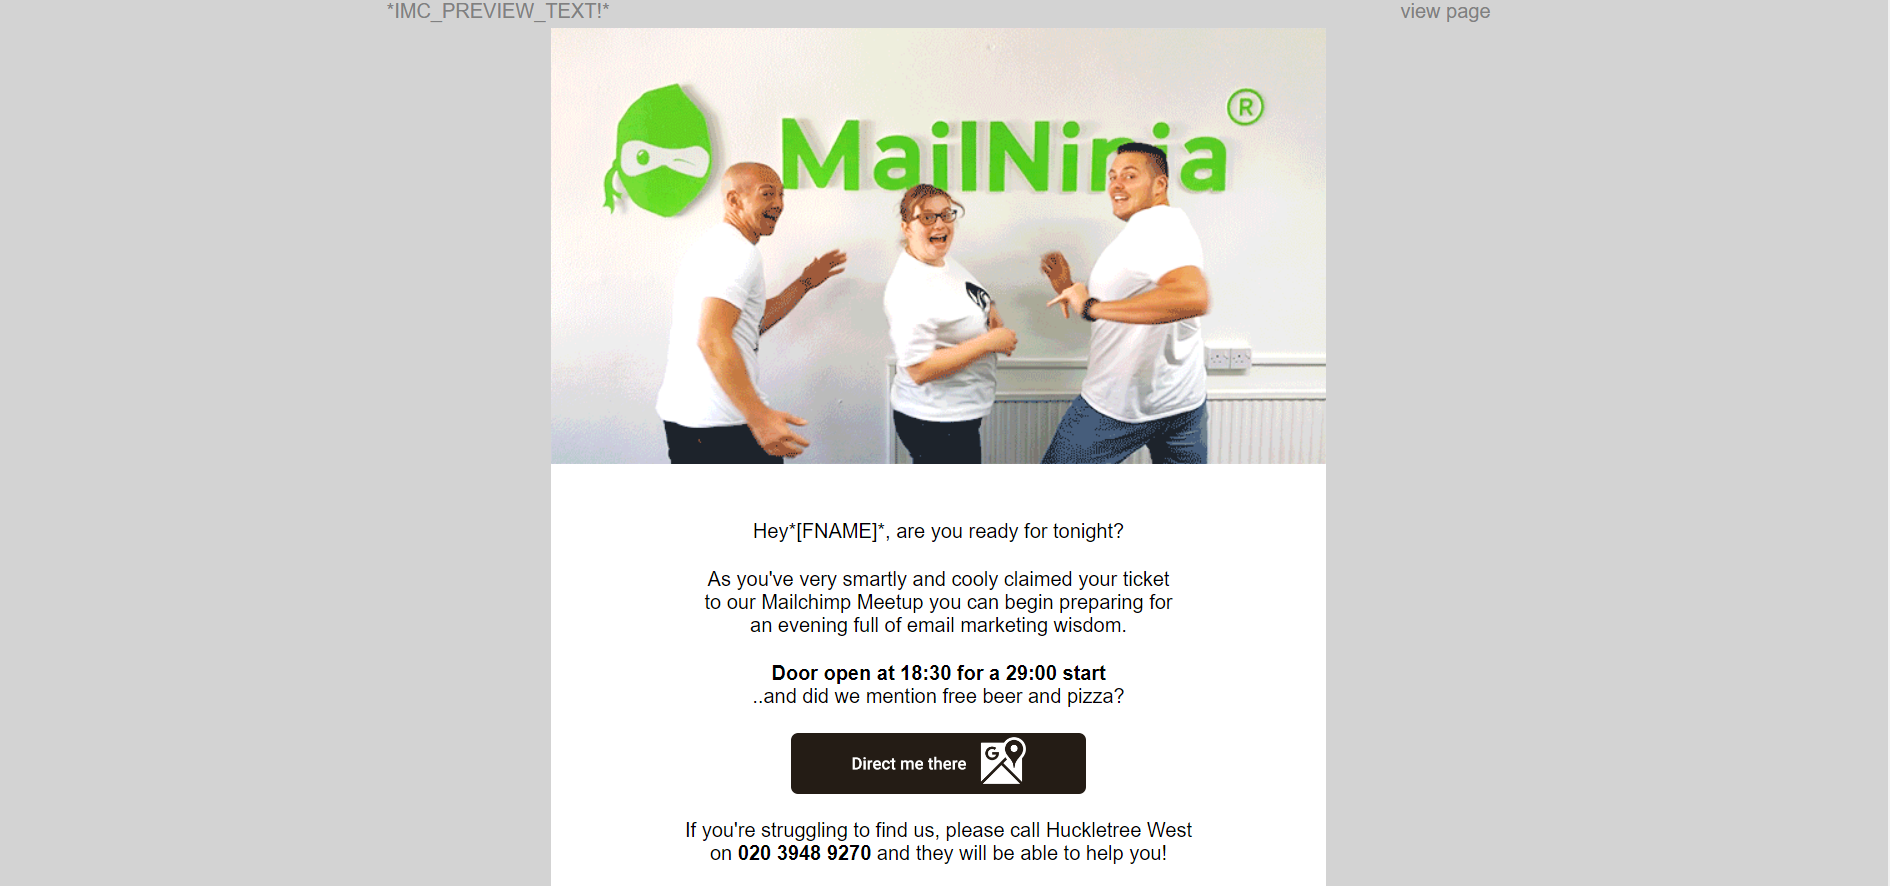 *IMC_PREVIEW_TEXT!*
view page
MailNinja®
Hey*[FNAME]*, are you ready for tonight?
As you've very smartly and cooly claimed your ticket
to our Mailchimp Meetup you can begin preparing for
an evening full of email marketing wisdom.
Door open at 18:30 for a 29:00 start
..and did we mention free beer and pizza?
Direct me there
G
If you're struggling to find us, please call Huckletree West
on 020 3948 9270 and they will be able to help you!